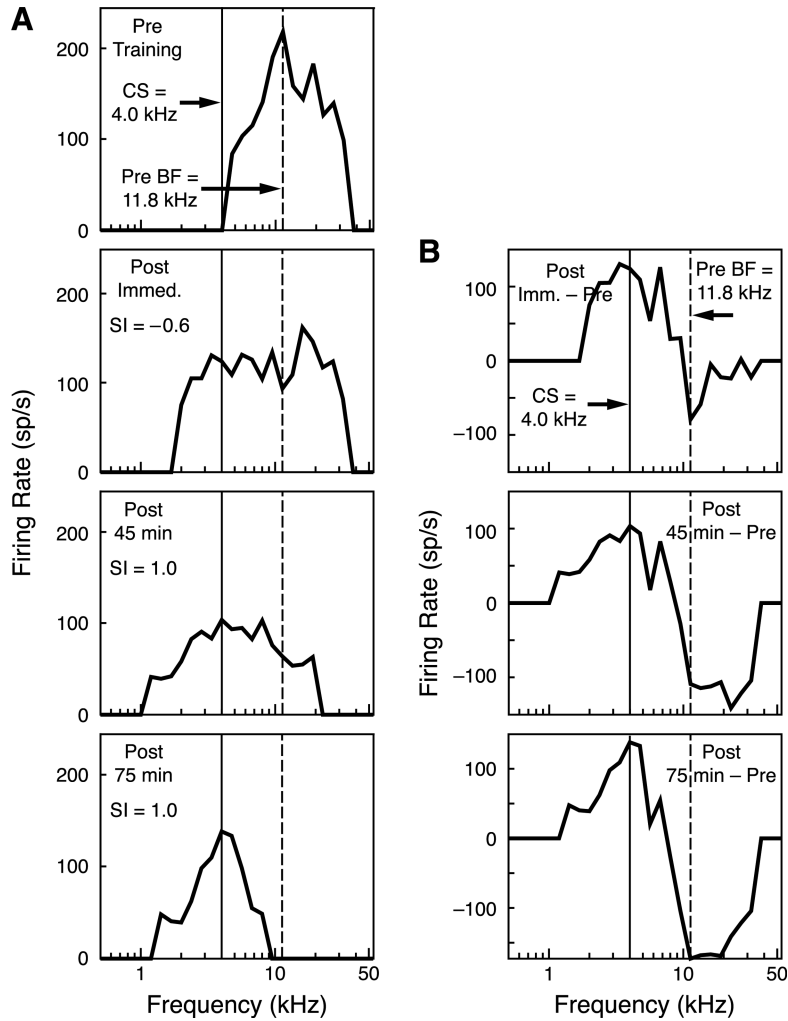 A
Pre
Training
CS =
4.0 kHz
Pre BF =
11.8 kHz
200
100
0
Post
Immed.
SI = −0.6
200
100
0
Post
45 min
SI = 1.0
200
100
0
Post
75 min
SI = 1.0
200
100
0
1
10
50
Firing Rate (sp/s)
Frequency (kHz)
B
Post
Imm. – Pre
Pre BF =
11.8 kHz
CS =
4.0 kHz
100
0
−100
Post
45 min – Pre
100
0
−100
Post
75 min – Pre
100
0
−100
1
10
50
Firing Rate (sp/s)
Frequency (kHz)